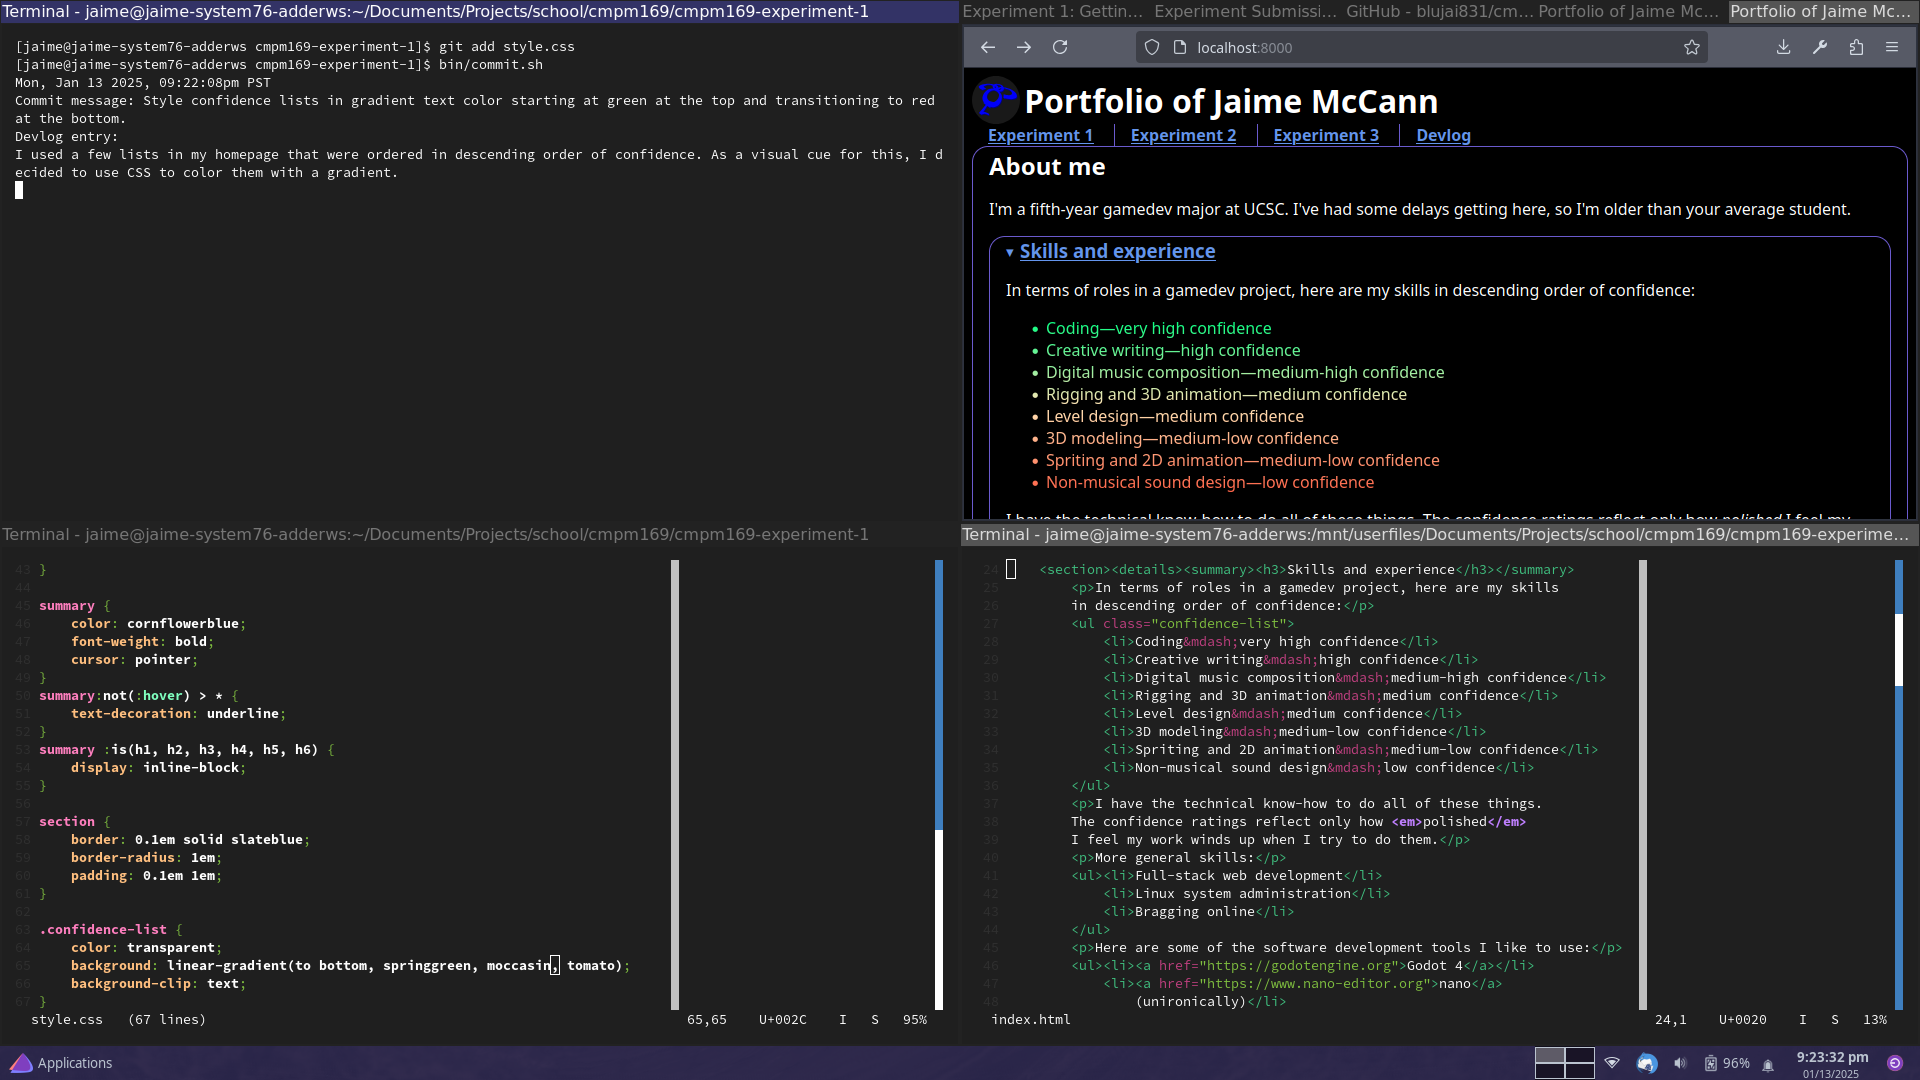 Terminal - jaime@jaime-system76-adderws:~/Documents/Projects/school/cmpm169/cmpm169-experiment-1
[jaime@jaime-system76-adderws cmpm169-experiment-1]$ git add style.css
[jaime@jaime-system76-adderws cmpm169-experiment-1]$ bin/commit.sh
Mon, Jan 13 2025, 09:22:08pm PST
Commit message: Style confidence lists in gradient text color starting at green at the top and transitioning to red
at the bottom.
Devlog entry:
I used a few lists in my homepage that were ordered in descending order of confidence. As a visual cue for this, I d
ecided to use CSS to color them with a gradient.
Experiment 1: Gettin... Experiment Submissi... GitHub - blujai831/cm... Portfolio of Jaime Mc... Portfolio of Jaime Mc...
localhost:8000
Portfolio of Jaime McCann
Experiment 1 Experiment 2 Experiment 3 Devlog
About me
I'm a fifth-year gamedev major at UCSC. I've had some delays getting here, so I'm older than your average student.
▾ Skills and experience
In terms of roles in a gamedev project, here are my skills in descending order of confidence:
• Coding—very high confidence
• Creative writing—high confidence
• Digital music composition—medium-high confidence
• Rigging and 3D animation—medium confidence
• Level design—medium confidence
• 3D modeling—medium-low confidence
• Spriting and 2D animation—medium-low confidence
• Non-musical sound design—low confidence
I have the technical know-how to do all of these things. The confidence ratings reflect only how polished I feel my
Terminal - jaime@jaime-system76-adderws:~/Documents/Projects/school/cmpm169/cmpm169-experiment-1
43 }
44
45 summary {
46 color: cornflowerblue;
47 font-weight: bold;
48 cursor: pointer;
49 }
50 summary:not(:hover) > * {
51 text-decoration: underline;
52 }
53 summary :is(h1, h2, h3, h4, h5, h6) {
54 display: inline-block;
55 }
56
57 section {
58 border: 0.1em solid slateblue;
59 border-radius: 1em;
60 padding: 0.1em 1em;
61 }
62
63 .confidence-list {
64 color: transparent;
65 background: linear-gradient(to bottom, springgreen, moccasin, tomato);
66 background-clip: text;
67 }
style.css (67 lines) 65,65 U+002C I S 95%
Terminal - jaime@jaime-system76-adderws:/mnt/userfiles/Documents/Projects/school/cmpm169/cmpm169-experime...
24 <section><details><summary><h3>Skills and experience</h3></summary>
25 <p>In terms of roles in a gamedev project, here are my skills
26 in descending order of confidence:</p>
27 <ul class="confidence-list">
28 <li>Coding&mdash;very high confidence</li>
29 <li>Creative writing&mdash;high confidence</li>
30 <li>Digital music composition&mdash;medium-high confidence</li>
31 <li>Rigging and 3D animation&mdash;medium confidence</li>
32 <li>Level design&mdash;medium confidence</li>
33 <li>3D modeling&mdash;medium-low confidence</li>
34 <li>Spriting and 2D animation&mdash;medium-low confidence</li>
35 <li>Non-musical sound design&mdash;low confidence</li>
36 </ul>
37 <p>I have the technical know-how to do all of these things.
38 The confidence ratings reflect only how <em>polished</em>
39 I feel my work winds up when I try to do them.</p>
40 <p>More general skills:</p>
41 <ul><li>Full-stack web development</li>
42 <li>Linux system administration</li>
43 <li>Bragging online</li>
44 </ul>
45 <p>Here are some of the software development tools I like to use:</p>
46 <ul><li><a href="https://godotengine.org">Godot 4</a></li>
47 <li><a href="https://www.nano-editor.org">nano</a>
48 (unironically)</li>
index.html 24,1 U+0020 I S 13%
Applications 96% 9:23:32 pm
01/13/2025